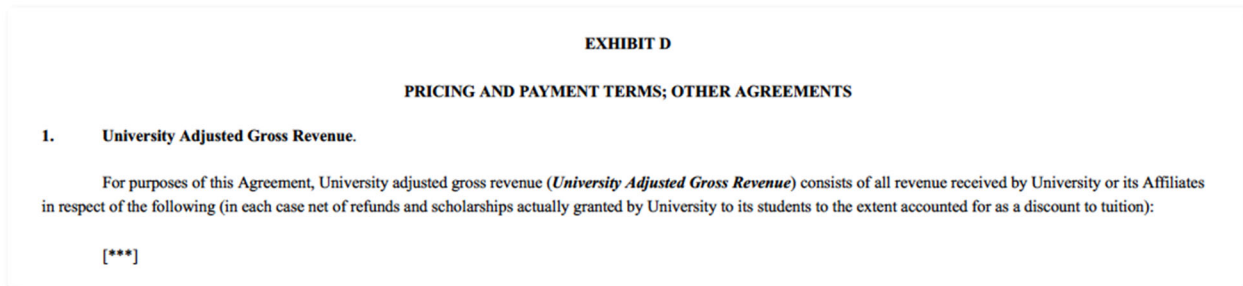 EXHIBIT D
PRICING AND PAYMENT TERMS; OTHER AGREEMENTS
1. University Adjusted Gross Revenue.
For purposes of this Agreement, University adjusted gross revenue (University Adjusted Gross Revenue) consists of all revenue received by University or its Affiliates
in respect of the following (in each case net of refunds and scholarships actually granted by University to its students to the extent accounted for as a discount to tuition):
[***]